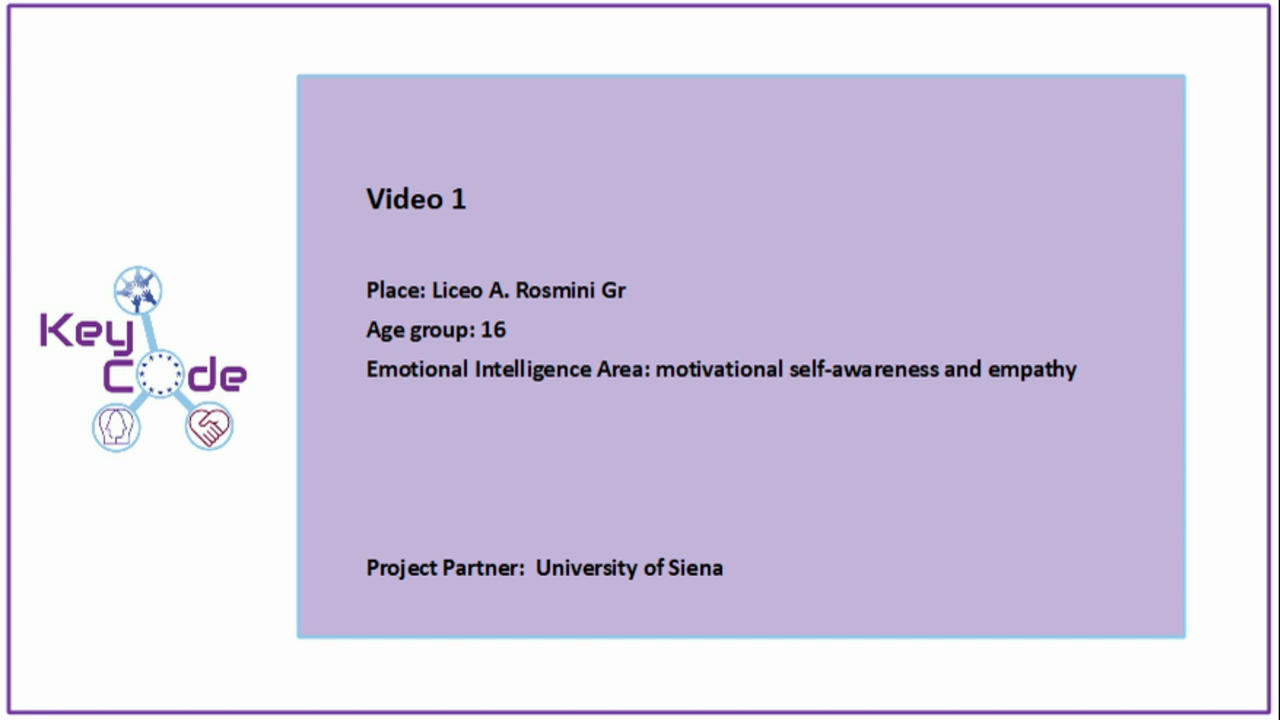 Key
Code
Video 1
Place: Liceo A. Rosmini Gr
Age group: 16
Emotional Intelligence Area: motivational self-awareness and empathy
Project Partner: University of Siena